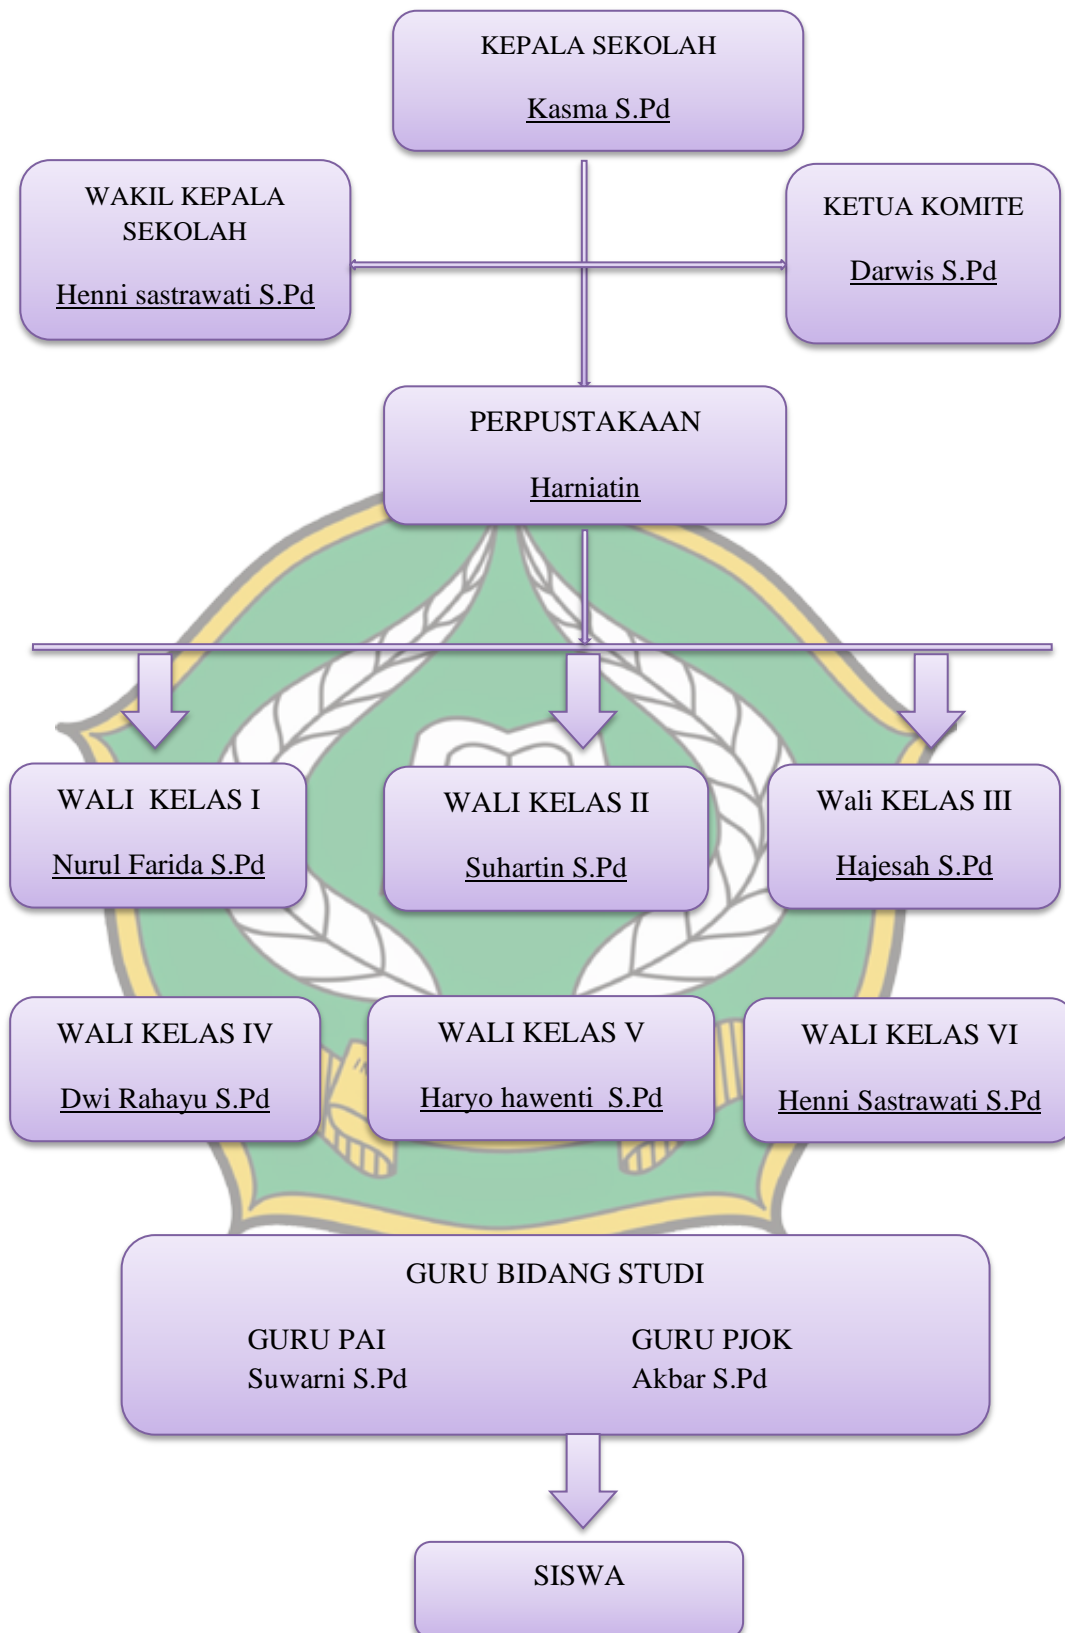 KEPALA SEKOLAH
Kasma S.Pd
WAKIL KEPALA
SEKOLAH
Henni sastrawati S.Pd
KETUA KOMITE
Darwis S.Pd
PERPUSTAKAAN
Harniatin
WALI  KELAS I
Nurul Farida S.Pd
WALI KELAS II
Suhartin S.Pd
Wali KELAS III
Hajesah S.Pd
WALI KELAS IV
Dwi Rahayu S.Pd
WALI KELAS V
Haryo hawenti  S.Pd
WALI KELAS VI
Henni Sastrawati S.Pd
GURU BIDANG STUDI
GURU PAI
Suwarni S.Pd
GURU PJOK
Akbar S.Pd
SISWA